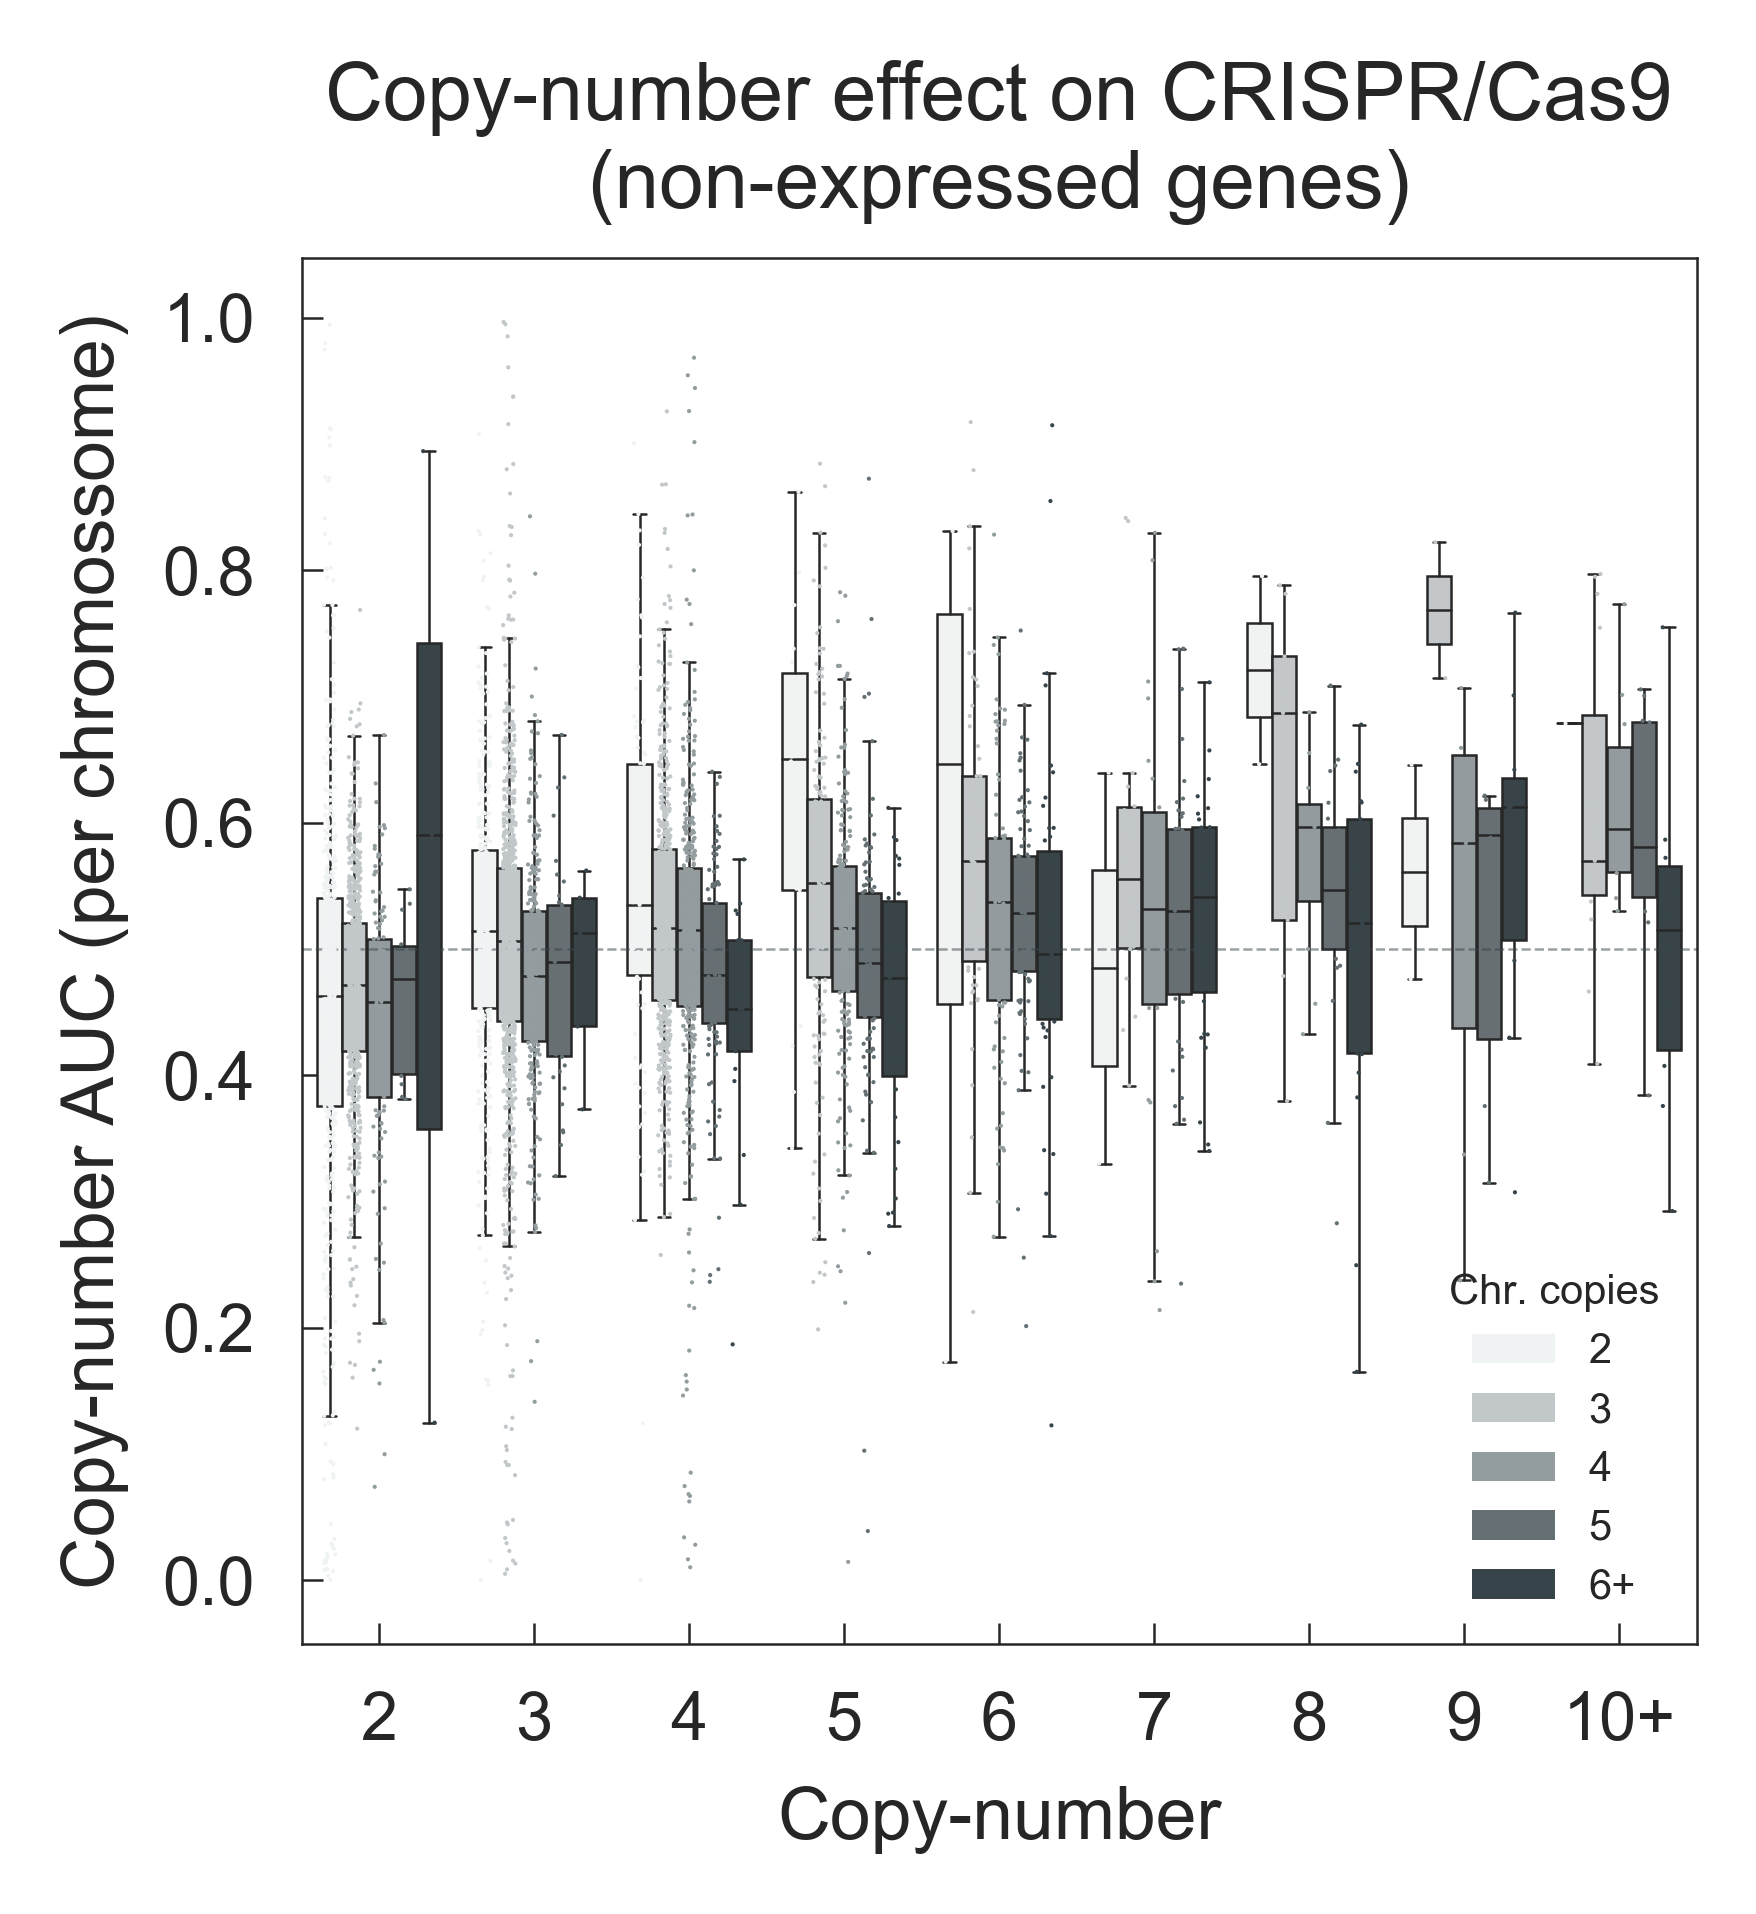 Copy-number effect on CRISPR/Cas9
(non-expressed genes)
Copy-number AUC (per chromossome)
1.0
0.8
0.6
0.4
0.2
0.0
Chr. copies
2
3
4
5
6+
2 3 4 5 6 7 8 9 10+
Copy-number